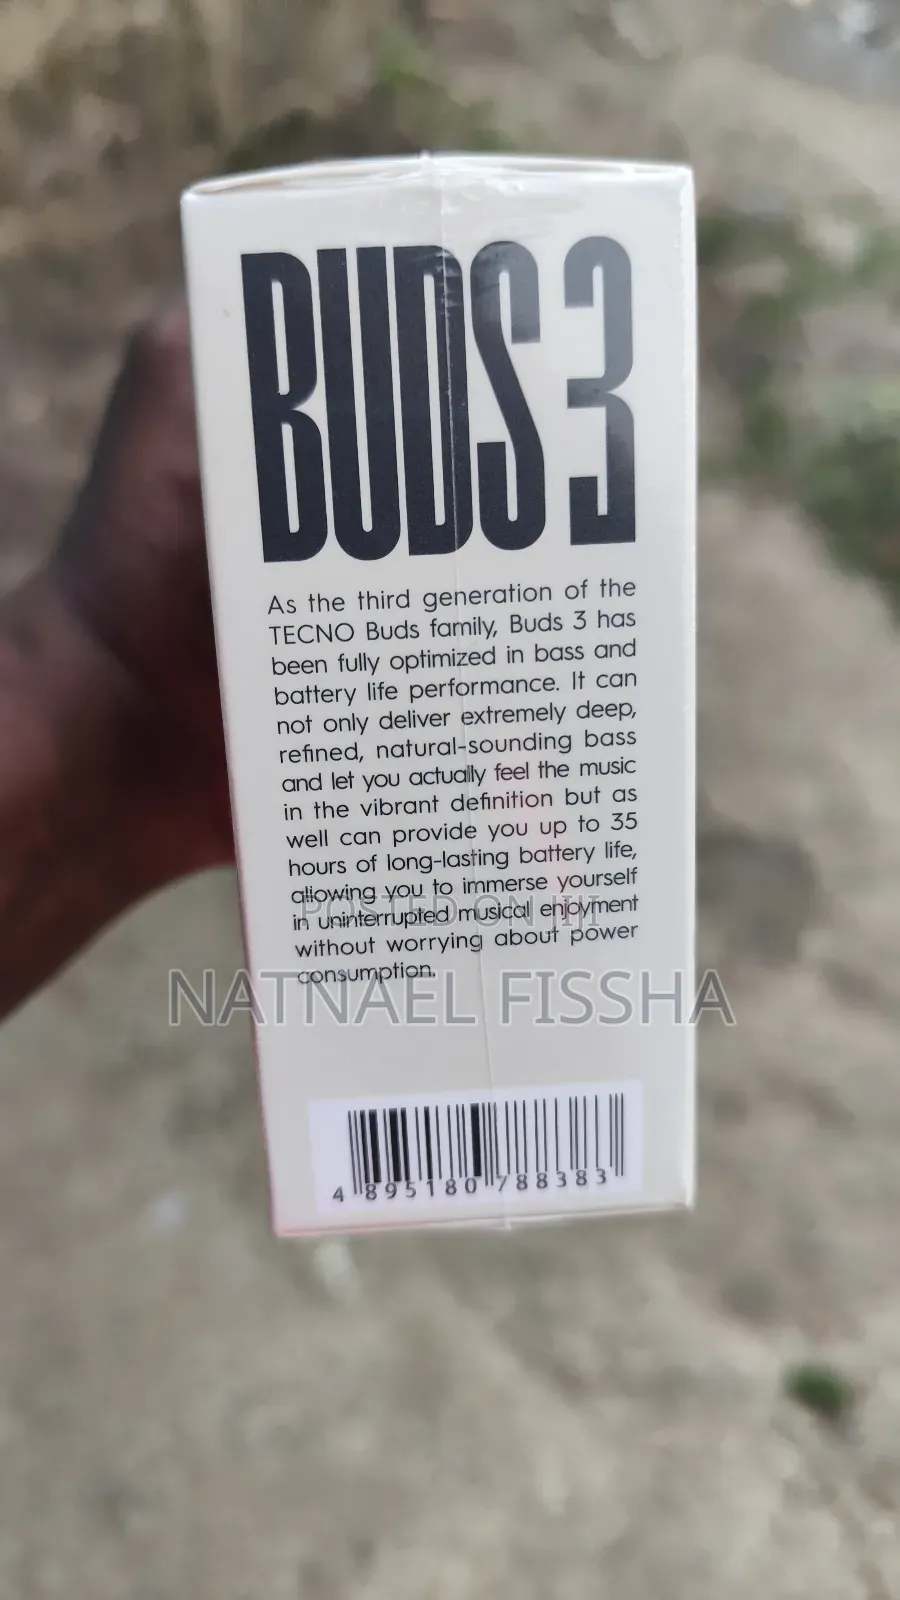 BUDS 3
As the third generation of the
TECNO Buds family, Buds 3 has
been fully optimized in bass and
battery life performance. It can
not only deliver extremely deep,
refined, natural-sounding bass
and let you actually feel the music
in the vibrant definition but as
well can provide you up to 35
hours of long-lasting battery life,
allowing you to immerse yourself
in uninterrupted musical enjoyment
without worrying about power
consumption.
POSTED ON JIJI
NATNAEL FISSHA
4 895180 788383